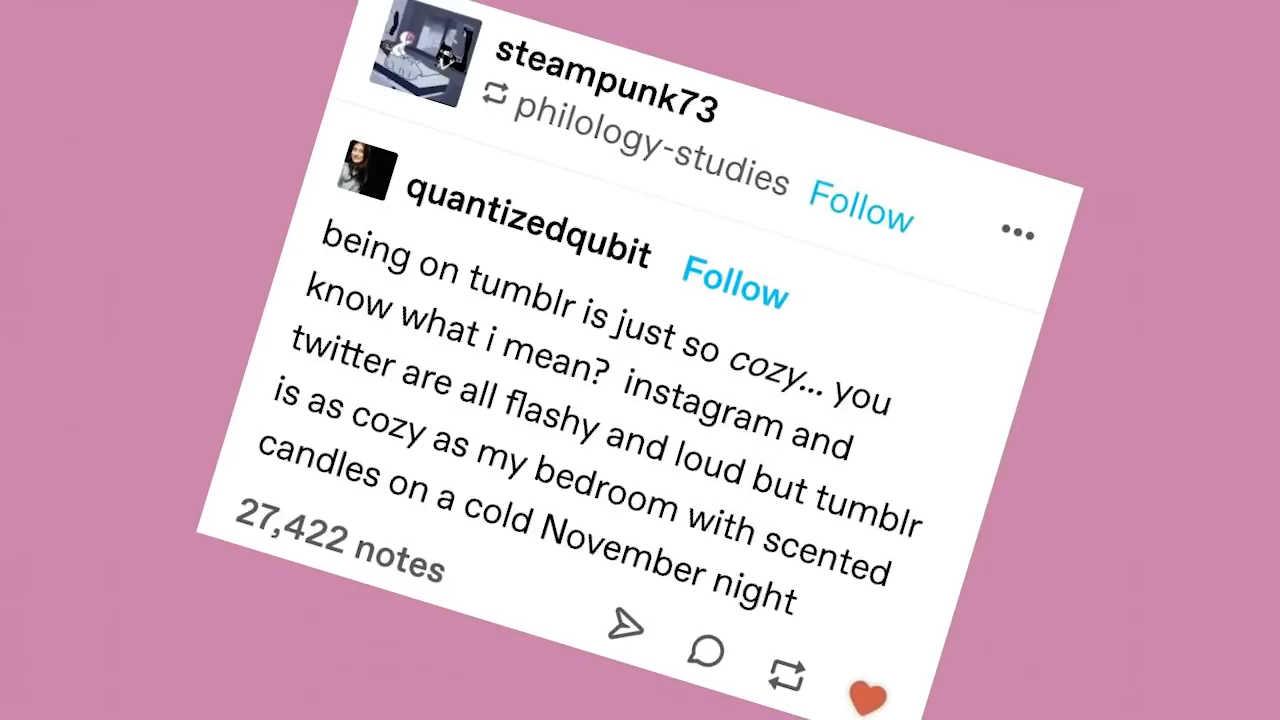 steampunk73
philology-studies Follow
quantizedqubit Follow
being on tumblr is just so cozy... you
know what i mean? instagram and
twitter are all flashy and loud but tumblr
is as cozy as my bedroom with scented
candles on a cold November night
27,422 notes